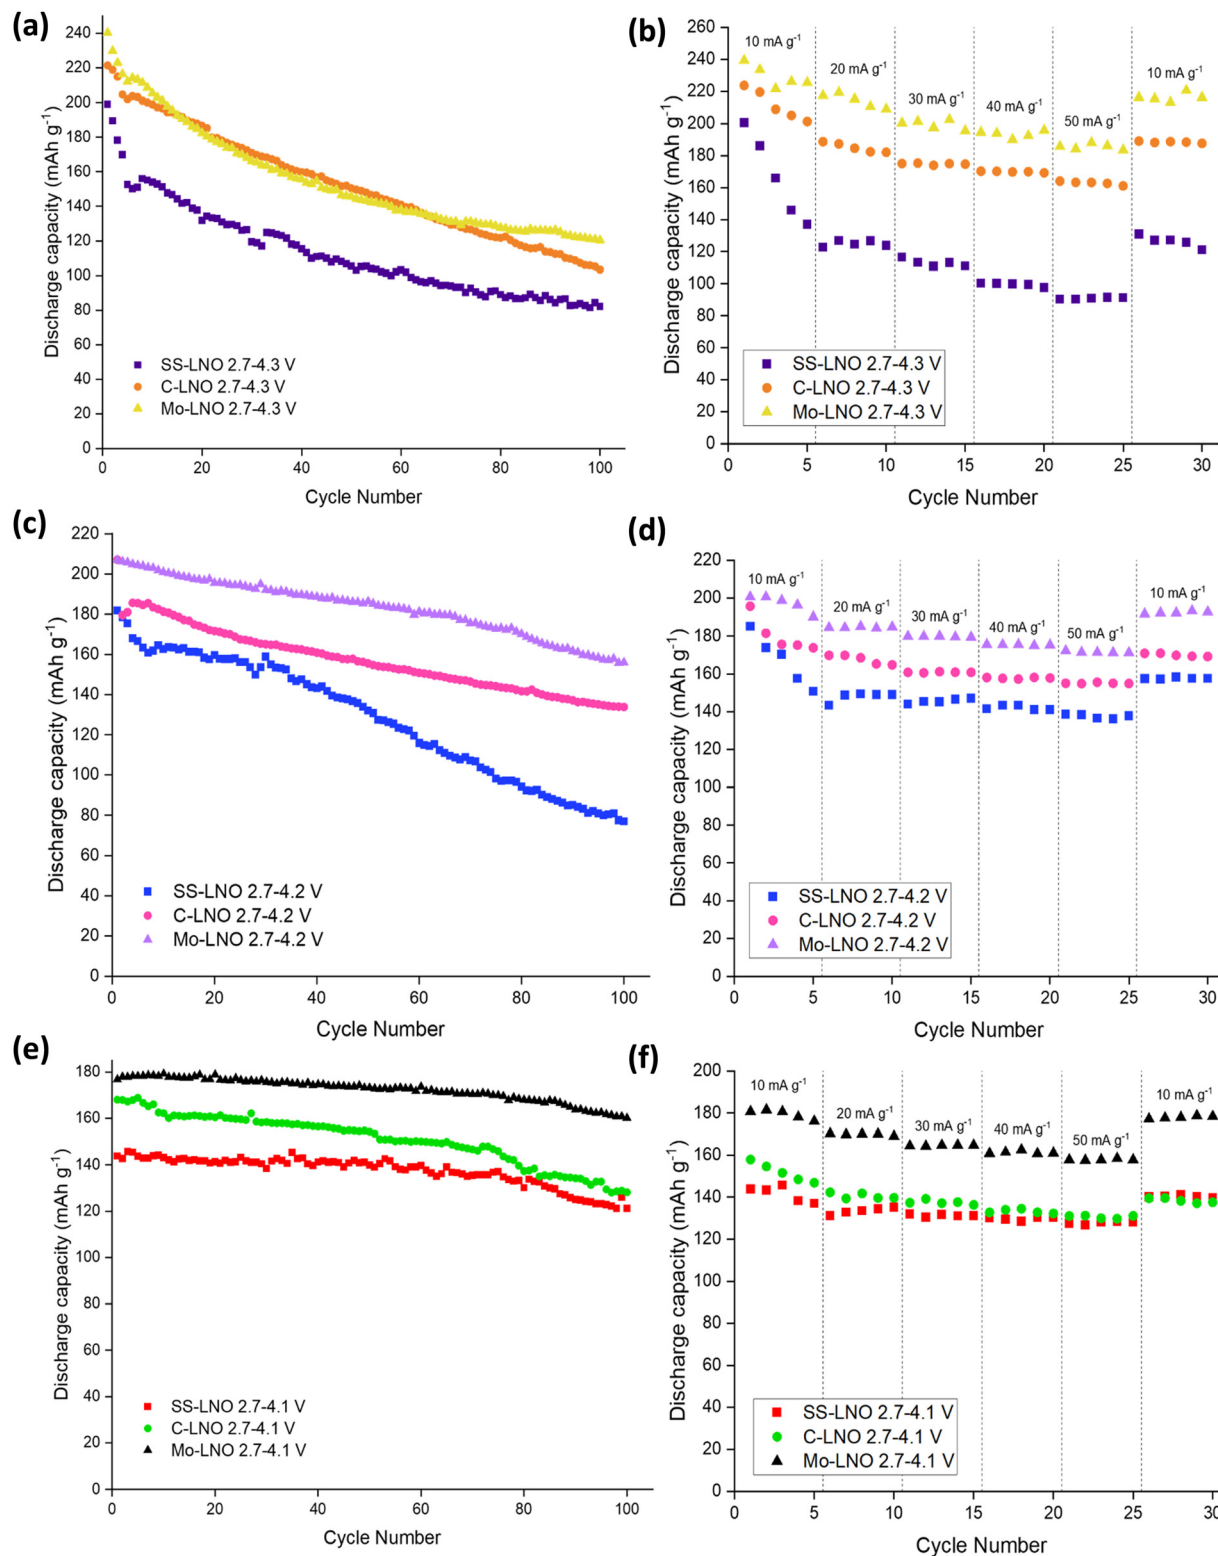 (a)
240
220
200
180
160
140
120
100
80
60
40
20
0
Discharge capacity (mAh g⁻¹)
SS-LNO 2.7-4.3 V
C-LNO 2.7-4.3 V
Mo-LNO 2.7-4.3 V
0 20 40 60 80 100
Cycle Number
(b)
260
240
220
200
180
160
140
120
100
80
60
40
20
0
Discharge capacity (mAh g⁻¹)
10 mA g⁻¹
20 mA g⁻¹
30 mA g⁻¹
40 mA g⁻¹
50 mA g⁻¹
10 mA g⁻¹
SS-LNO 2.7-4.3 V
C-LNO 2.7-4.3 V
Mo-LNO 2.7-4.3 V
0 5 10 15 20 25 30
Cycle Number
(c)
220
200
180
160
140
120
100
80
60
40
20
0
Discharge capacity (mAh g⁻¹)
SS-LNO 2.7-4.2 V
C-LNO 2.7-4.2 V
Mo-LNO 2.7-4.2 V
0 20 40 60 80 100
Cycle Number
(d)
220
200
180
160
140
120
100
80
60
40
20
0
Discharge capacity (mAh g⁻¹)
10 mA g⁻¹
20 mA g⁻¹
30 mA g⁻¹
40 mA g⁻¹
50 mA g⁻¹
10 mA g⁻¹
SS-LNO 2.7-4.2 V
C-LNO 2.7-4.2 V
Mo-LNO 2.7-4.2 V
0 5 10 15 20 25 30
Cycle Number
(e)
180
160
140
120
100
80
60
40
20
0
Discharge capacity (mAh g⁻¹)
SS-LNO 2.7-4.1 V
C-LNO 2.7-4.1 V
Mo-LNO 2.7-4.1 V
0 20 40 60 80 100
Cycle Number
(f)
200
180
160
140
120
100
80
60
40
20
0
Discharge capacity (mAh g⁻¹)
10 mA g⁻¹
20 mA g⁻¹
30 mA g⁻¹
40 mA g⁻¹
50 mA g⁻¹
10 mA g⁻¹
SS-LNO 2.7-4.1 V
C-LNO 2.7-4.1 V
Mo-LNO 2.7-4.1 V
0 5 10 15 20 25 30
Cycle Number